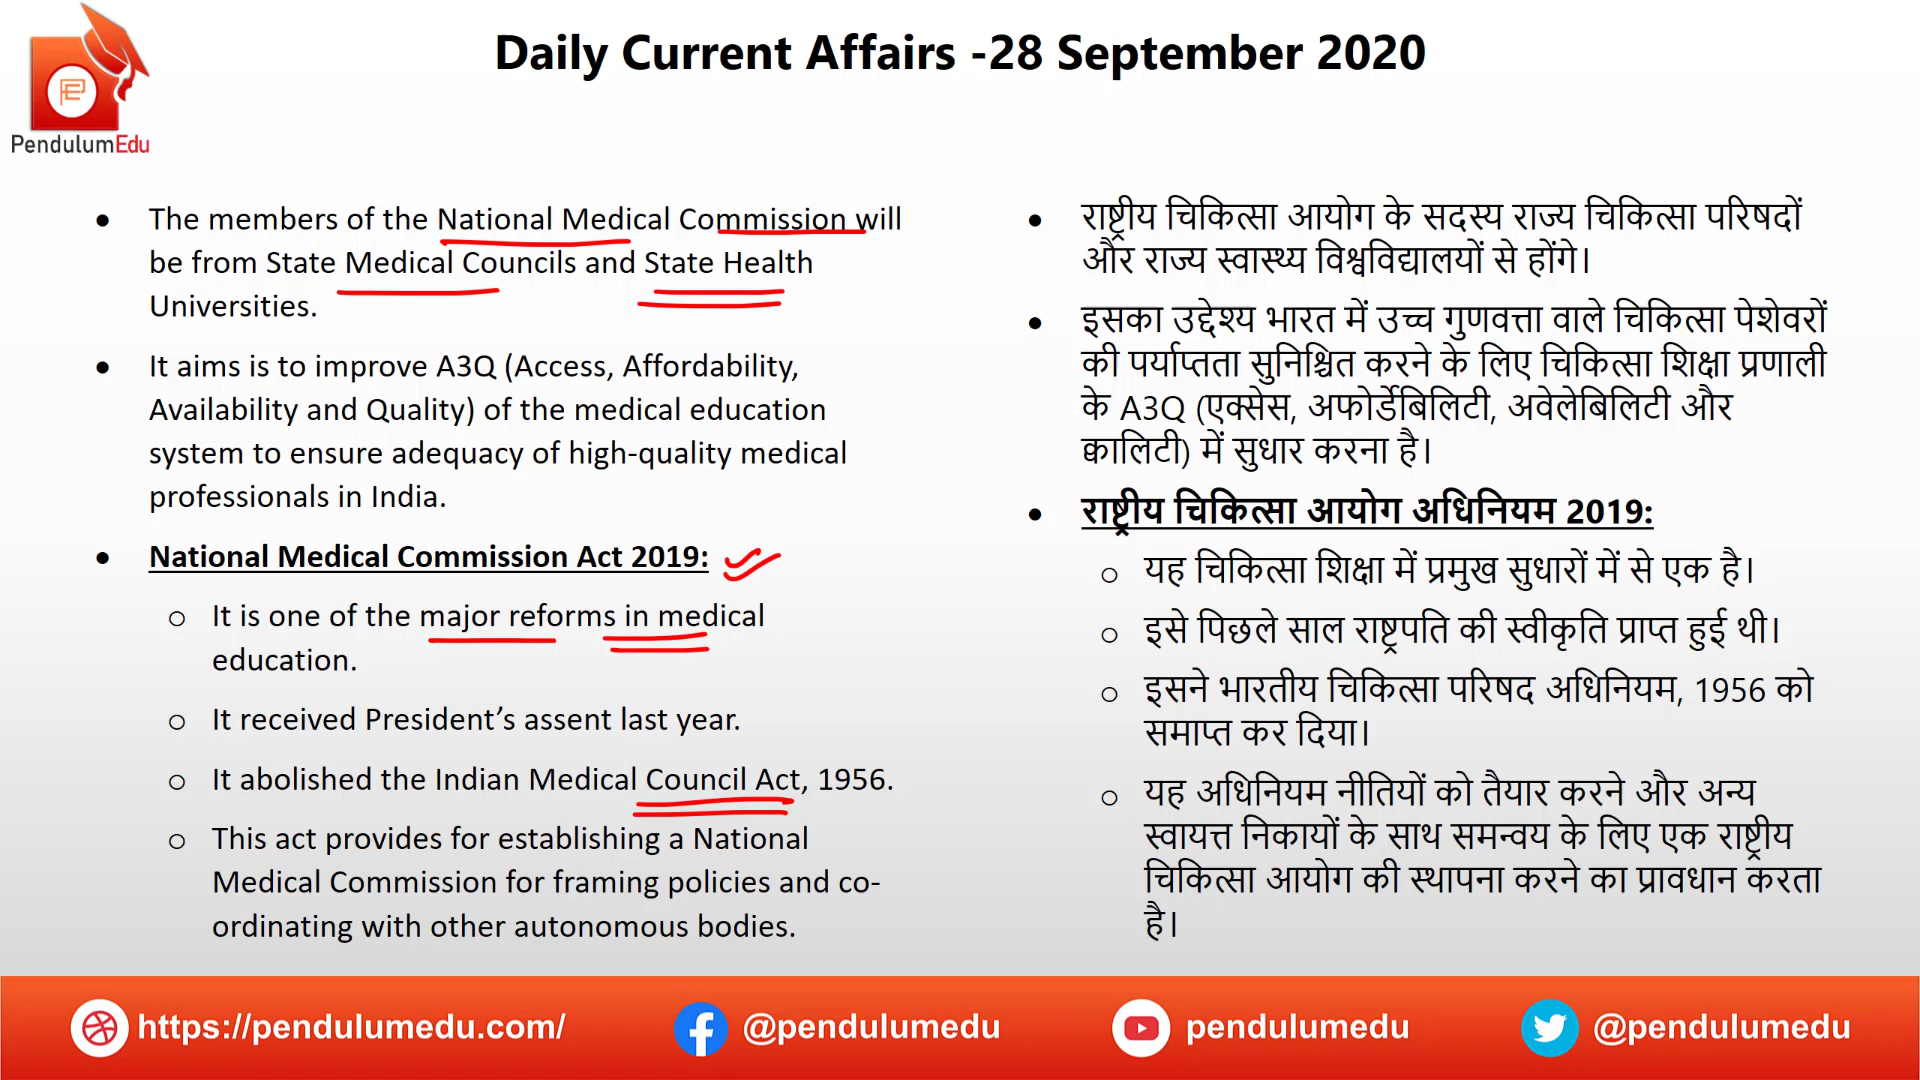 Daily Current Affairs -28 September 2020
PE
PendulumEdu
• The members of the National Medical Commission will
be from State Medical Councils and State Health
Universities.
• It aims is to improve A3Q (Access, Affordability,
Availability and Quality) of the medical education
system to ensure adequacy of high-quality medical
professionals in India.
• National Medical Commission Act 2019:
o It is one of the major reforms in medical
education.
o It received President’s assent last year.
o It abolished the Indian Medical Council Act, 1956.
o This act provides for establishing a National
Medical Commission for framing policies and co-
ordinating with other autonomous bodies.
• राष्ट्रीय चिकित्सा आयोग के सदस्य राज्य चिकित्सा परिषदों
और राज्य स्वास्थ्य विश्वविद्यालयों से होंगे।
• इसका उद्देश्य भारत में उच्च गुणवत्ता वाले चिकित्सा पेशेवरों
की पर्याप्तता सुनिश्चित करने के लिए चिकित्सा शिक्षा प्रणाली
के A3Q (एक्सेस, अफोर्डेबिलिटी, अवेलेबिलिटी और
क्वालिटी) में सुधार करना है।
• राष्ट्रीय चिकित्सा आयोग अधिनियम 2019:
o यह चिकित्सा शिक्षा में प्रमुख सुधारों में से एक है।
o इसे पिछले साल राष्ट्रपति की स्वीकृति प्राप्त हुई थी।
o इसने भारतीय चिकित्सा परिषद अधिनियम, 1956 को
समाप्त कर दिया।
o यह अधिनियम नीतियों को तैयार करने और अन्य
स्वायत्त निकायों के साथ समन्वय के लिए एक राष्ट्रीय
चिकित्सा आयोग की स्थापना करने का प्रावधान करता
है।
https://pendulumedu.com/
@pendulumedu
pendulumedu
@pendulumedu